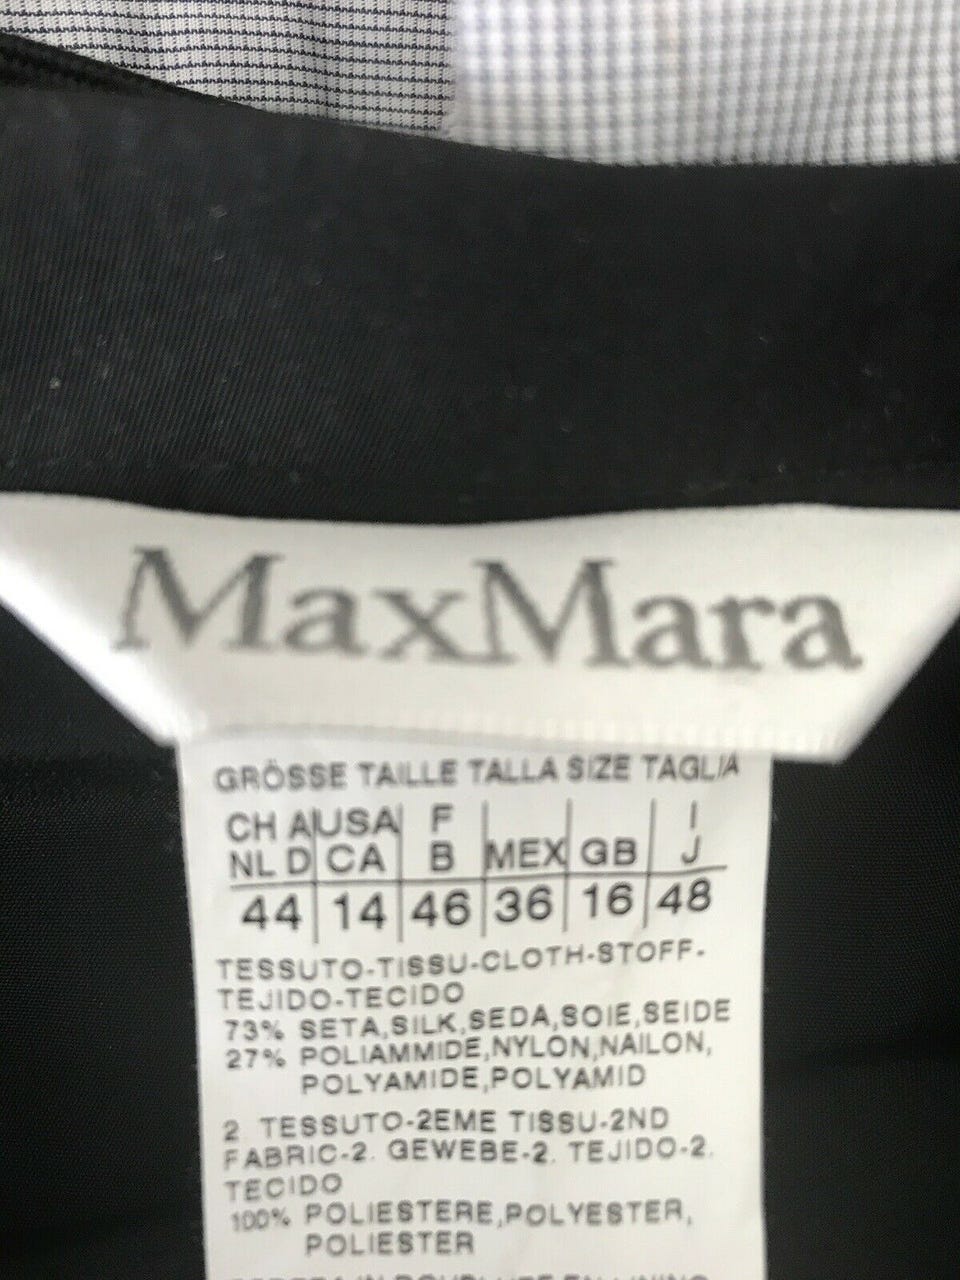 MaxMara
GRÖSSE TAILLE TALLA SIZE TAGLIA
CH A USA F I
NL D CA B MEX GB J
44 14 46 36 16 48
TESSUTO-TISSU-CLOTH-STOFF-
TEJIDO-TECIDO
73% SETA,SILK,SEDA,SOIE,SEIDE
27% POLIAMMIDE,NYLON,NAILON,
POLYAMIDE,POLYAMID
2. TESSUTO-2EME TISSU-2ND
FABRIC-2. GEWEBE-2. TEJIDO-2.
TECIDO
100% POLIESTERE,POLYESTER,
POLIESTER